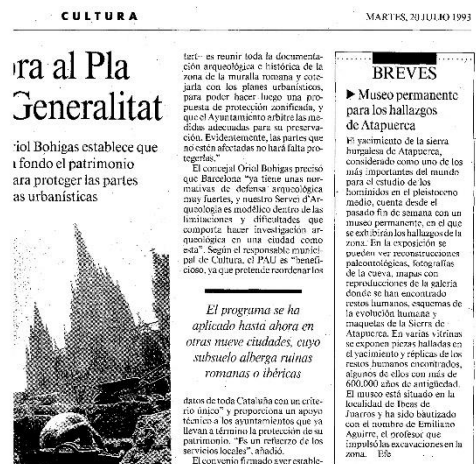 CULTURA
MARTES, 20 JULIO 1993
ora al Pla
Generalitat
riol Bohigas establece que
a fondo el patrimonio
ara proteger las partes
as urbanísticas
tert– es reunir toda la documenta-
ción arqueológica e histórica de la
zona de la muralla romana y cote-
jarla con los planes urbanísticos,
para poder hacer luego una pro-
puesta de protección zonificada, y
que el Ayuntamiento arbitre las me-
didas adecuadas para su preserva-
ción. Evidentemente, las partes que
no estén afectadas no hará falta pro-
tegerlas."
El concejal Oriol Bohigas precisó
que Barcelona "ya tiene unas nor-
mativas de defensa arqueológica
muy fuertes, y nuestro Servei d'Ar-
queologia es modélico dentro de las
limitaciones y dificultades que
comporta hacer investigación ar-
queológica en una ciudad como
esta". Según el responsable munici-
pal de Cultura, el PAU es "benefi-
cioso, ya que pretende reordenar los
El programa se ha
aplicado hasta ahora en
otras nueve ciudades, cuyo
subsuelo alberga ruinas
romanas o ibéricas
datos de toda Cataluña con un crite-
rio único" y proporciona un apoyo
técnico a los ayuntamientos que ya
llevan a término la protección de su
patrimonio. "Es un refuerzo de los
servicios locales", añadió.
El convenio firmado ayer estable-
BREVES
▶ Museo permanente
para los hallazgos
de Atapuerca
El yacimiento de la sierra
burgalesa de Atapuerca,
considerado como uno de los
más importantes del mundo
para el estudio de los
homínidos en el pleistoceno
medio, cuenta desde el
pasado fin de semana con un
museo permanente, en el que
se exhibirán los hallazgos de la
zona. En la exposición se
pueden ver reconstrucciones
paleontológicas, fotografías
de la cueva, mapas con
reproducciones de la galería
donde se han encontrado
restos humanos, esquemas de
la evolución humana y
maquetas de la Sierra de
Atapuerca. En varias vitrinas
se exponen piezas halladas en
el yacimiento y réplicas de los
restos humanos encontrados,
algunos de ellos con más de
600.000 años de antigüedad.
El museo está situado en la
localidad de Ibeas de
Juarros y ha sido bautizado
con el nombre de Emiliano
Aguirre, el profesor que
impulsó las excavaciones en la
zona. Efe